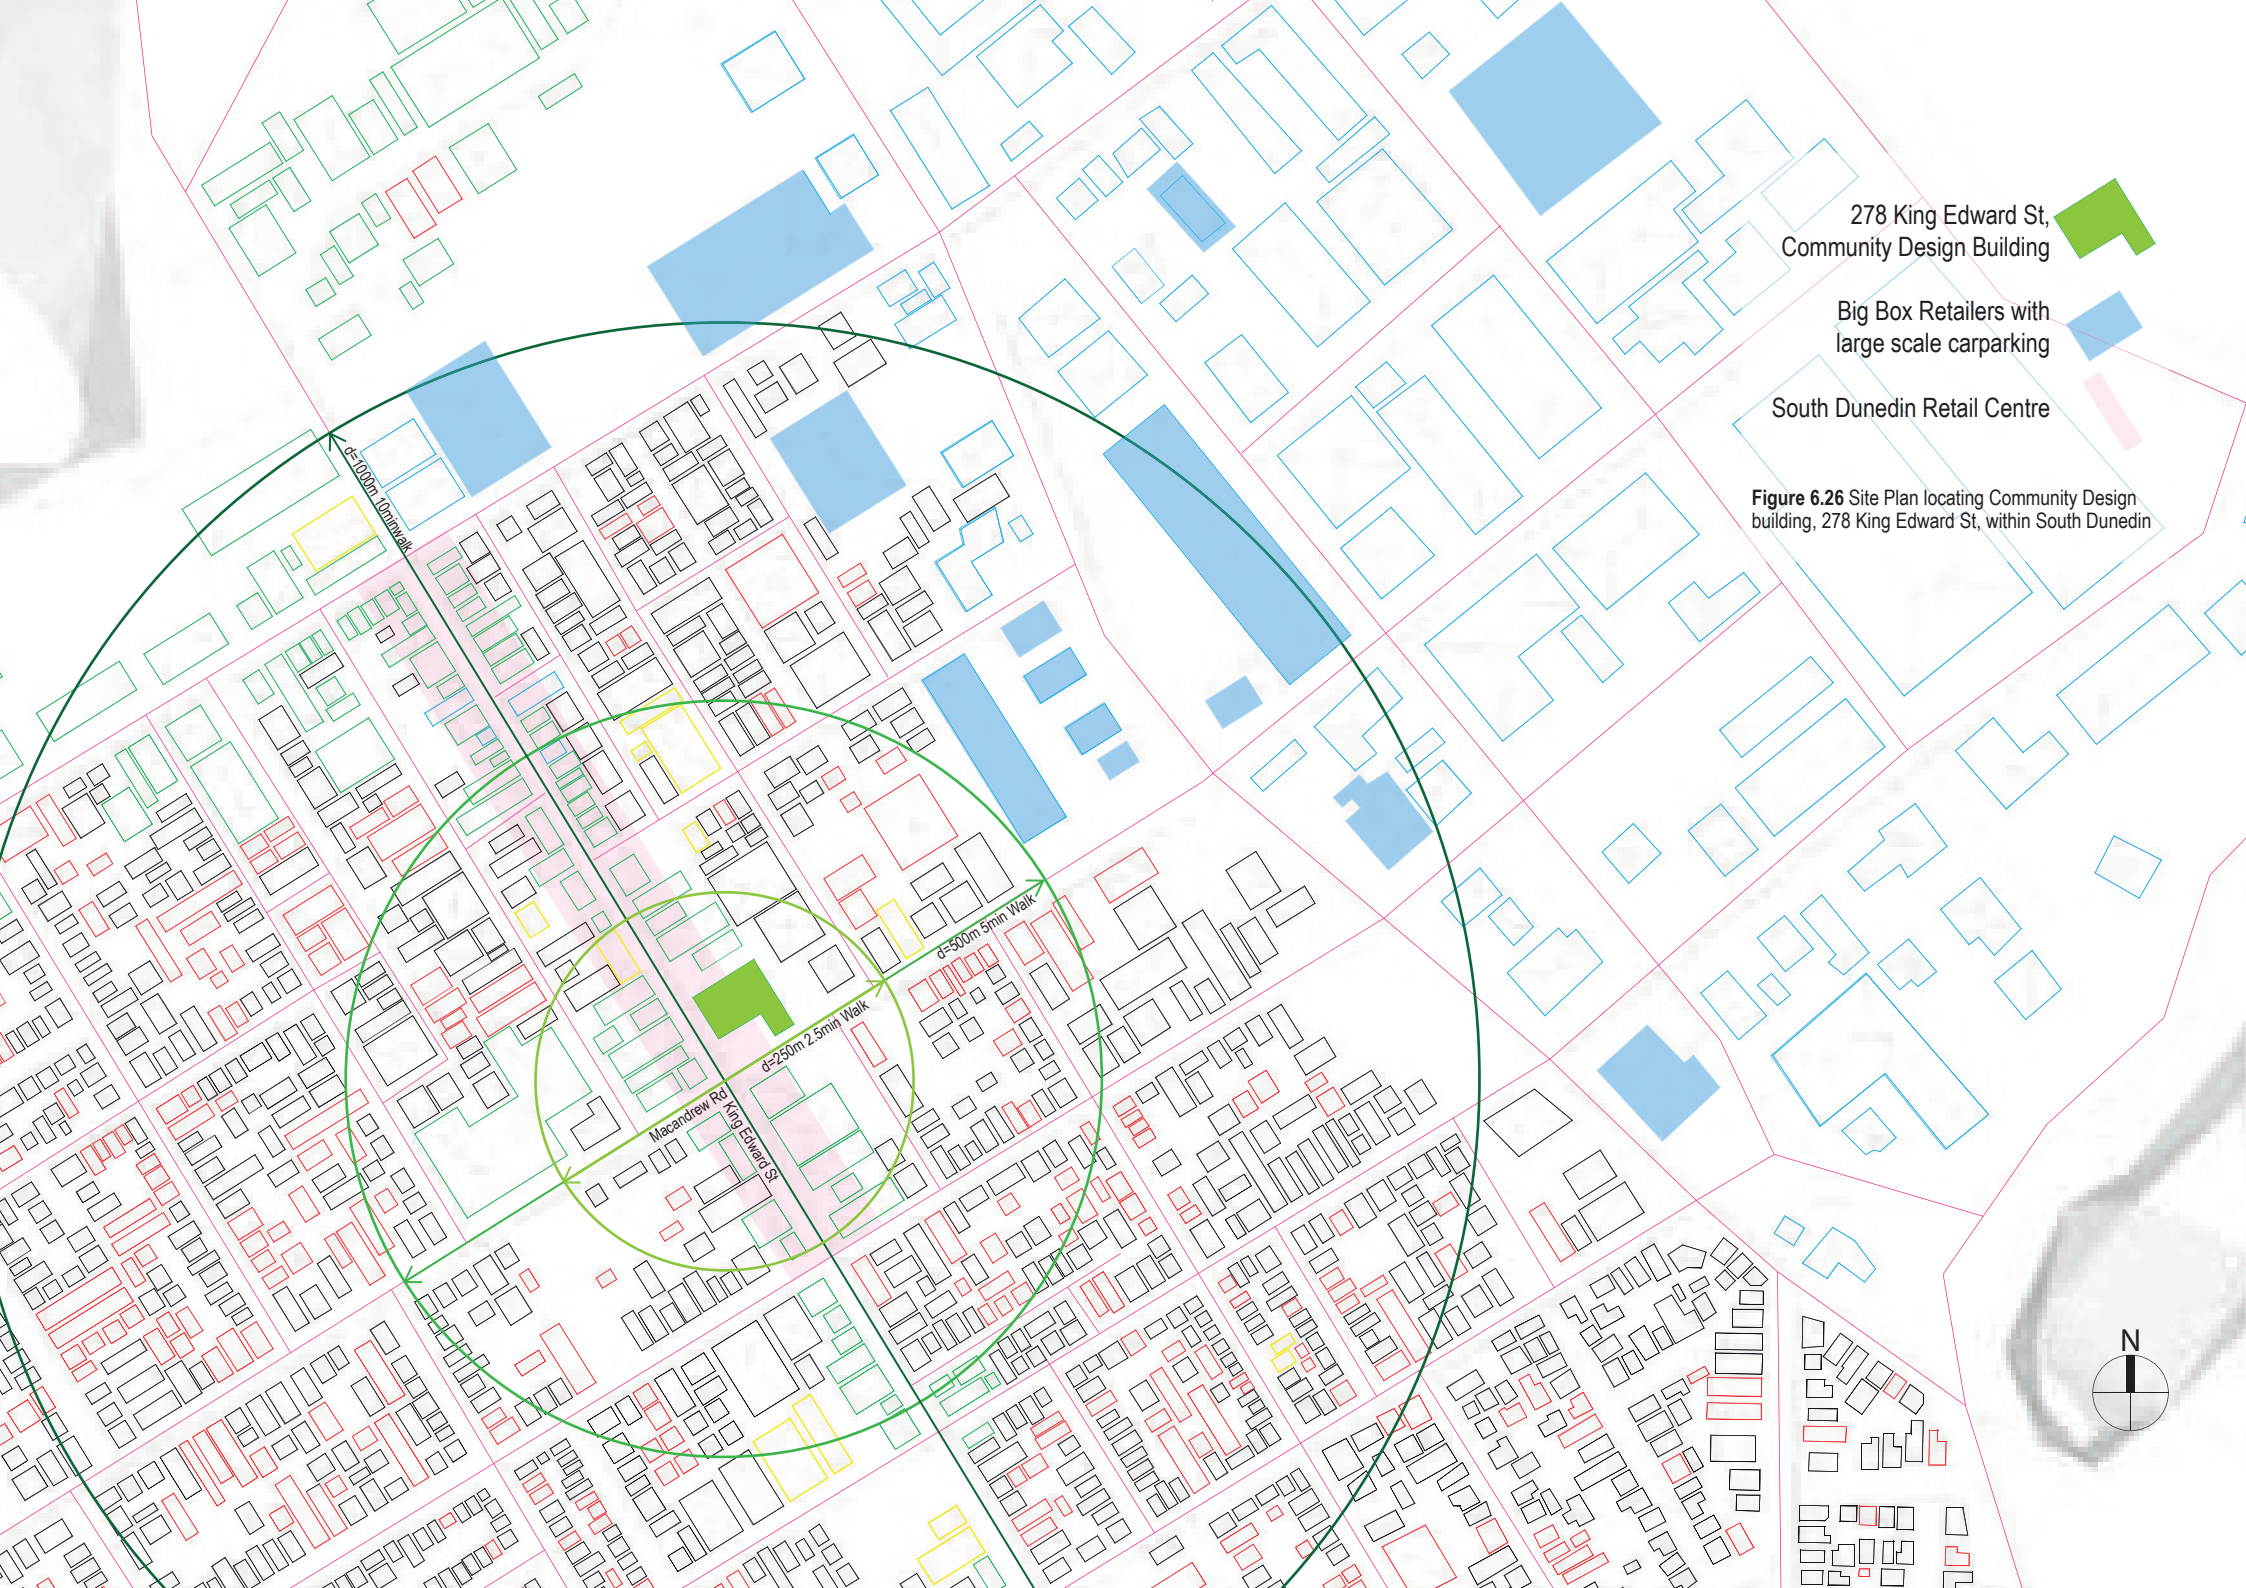 278 King Edward St,
Community Design Building
Big Box Retailers with
large scale carparking
South Dunedin Retail Centre
Figure 6.26 Site Plan locating Community Design
building, 278 King Edward St, within South Dunedin
d=1000m 10minwalk
d=500m 5min Walk
d=250m 2.5min Walk
Macandrew Rd
King Edward St
N